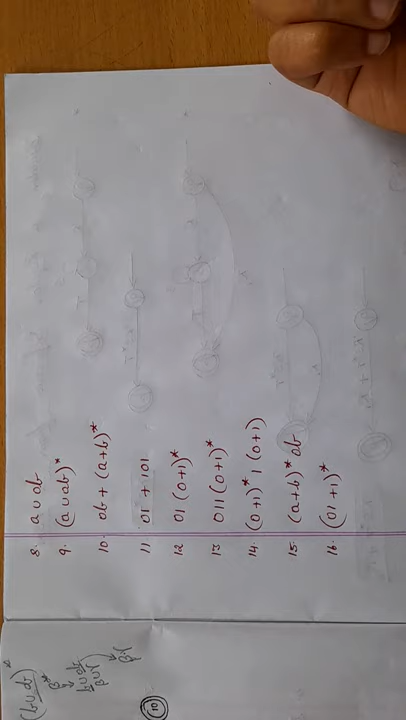 8. a ∪ ab
9. (a ∪ ab)*
10. ab + (a+b)*
11 01 + 101
12 01 (0+1)*
13 011 (0+1)*
14. (0+1)* 1 (0+1)
15. (a+b)* ab
16. (01 +1)*
10